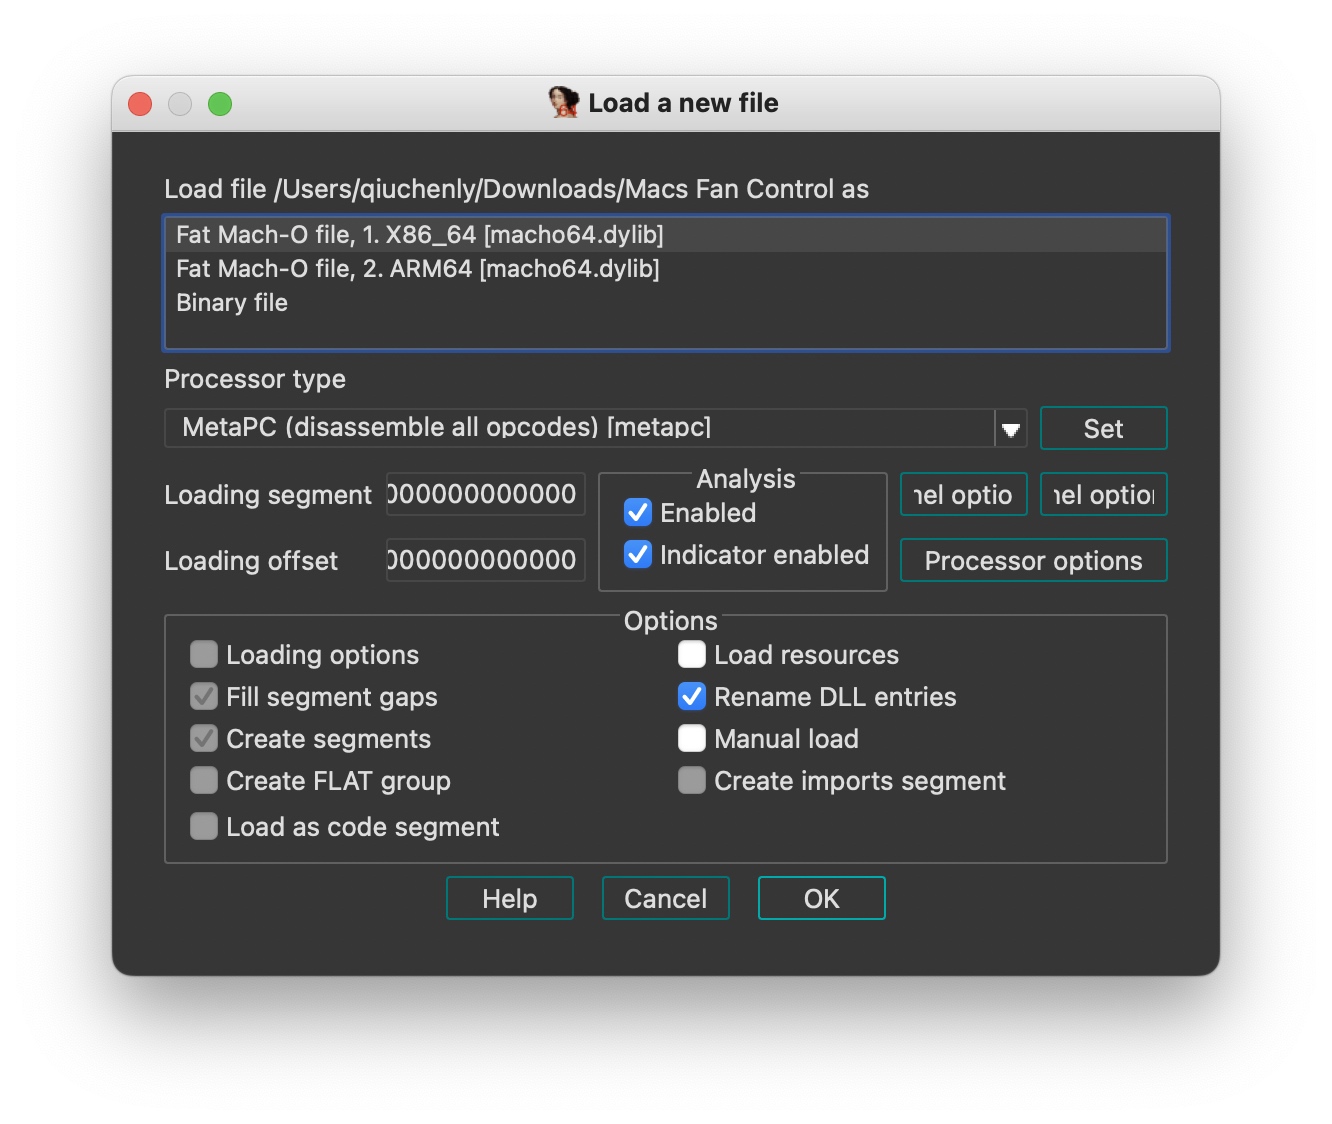 Load a new file
Load file /Users/qiuchenly/Downloads/Macs Fan Control as
Fat Mach-O file, 1. X86_64 [macho64.dylib]
Fat Mach-O file, 2. ARM64 [macho64.dylib]
Binary file
Processor type
MetaPC (disassemble all opcodes) [metapc]
Set
Loading segment
000000000000
Analysis
Enabled
Indicator enabled
nel optio
nel option
Loading offset
000000000000
Processor options
Options
Loading options
Load resources
Fill segment gaps
Rename DLL entries
Create segments
Manual load
Create FLAT group
Create imports segment
Load as code segment
Help
Cancel
OK